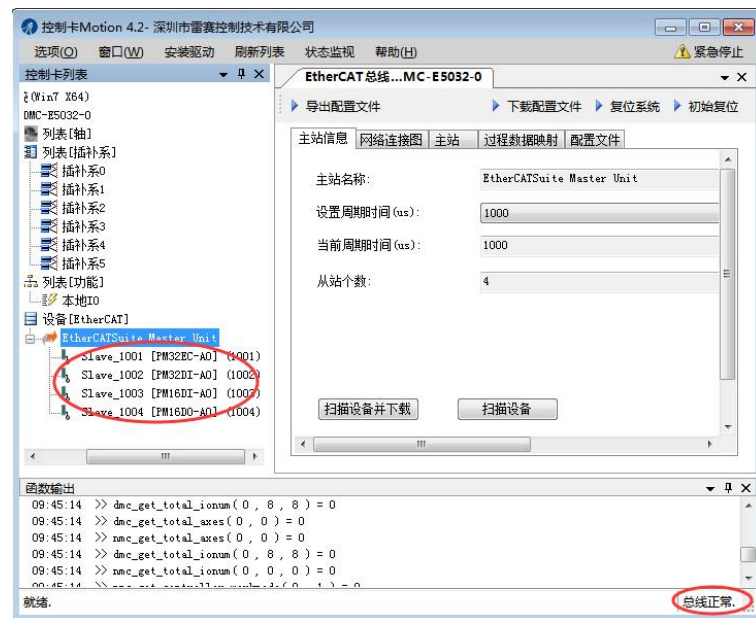 控制卡Motion 4.2- 深圳市雷赛控制技术有限公司
选项(O) 窗口(W) 安装驱动 刷新列表 状态监视 帮助(H) 紧急停止
控制卡列表
(Win7 X64)
DMC-E5032-0
列表[轴]
列表[插补系]
插补系0
插补系1
插补系2
插补系3
插补系4
插补系5
列表[功能]
本地IO
设备[EtherCAT]
EtherCATSuite Master Unit
Slave_1001 [PM32EC-A0] (1001)
Slave_1002 [PM32DI-A0] (1002)
Slave_1003 [PM16DI-A0] (1003)
Slave_1004 [PM16DO-A0] (1004)
EtherCAT总线...MC-E5032-0
导出配置文件 下载配置文件 复位系统 初始复位
主站信息 网络连接图 主站 过程数据映射 配置文件
主站名称: EtherCATSuite Master Unit
设置周期时间(us): 1000
当前周期时间(us): 1000
从站个数: 4
扫描设备并下载 扫描设备
函数输出
09:45:14 >> dmc_get_total_ionum( 0 , 8 , 8 ) = 0
09:45:14 >> dmc_get_total_axes( 0 , 0 ) = 0
09:45:14 >> nmc_get_total_axes( 0 , 0 ) = 0
09:45:14 >> dmc_get_total_ionum( 0 , 8 , 8 ) = 0
09:45:14 >> nmc_get_total_ionum( 0 , 0 , 0 ) = 0
就绪.
总线正常.